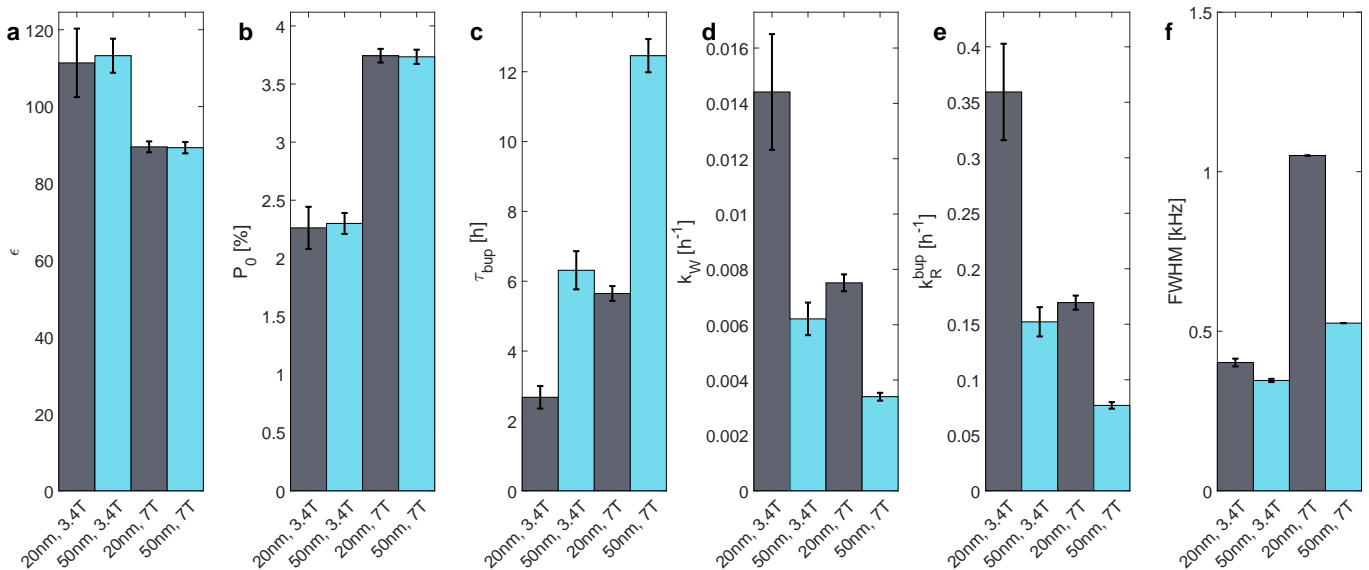 a
120
100
80
60
40
20
0
ϵ
20nm, 3.4T
50nm, 3.4T
20nm, 7T
50nm, 7T
b
4
3.5
3
2.5
2
1.5
1
0.5
0
P_0 [%]
20nm, 3.4T
50nm, 3.4T
20nm, 7T
50nm, 7T
c
12
10
8
6
4
2
0
τ_bup [h]
20nm, 3.4T
50nm, 3.4T
20nm, 7T
50nm, 7T
d
0.016
0.014
0.012
0.01
0.008
0.006
0.004
0.002
0
k_W [h^-1]
20nm, 3.4T
50nm, 3.4T
20nm, 7T
50nm, 7T
e
0.4
0.35
0.3
0.25
0.2
0.15
0.1
0.05
0
k_R^bup [h^-1]
20nm, 3.4T
50nm, 3.4T
20nm, 7T
50nm, 7T
f
1.5
1
0.5
0
FWHM [kHz]
20nm, 3.4T
50nm, 3.4T
20nm, 7T
50nm, 7T